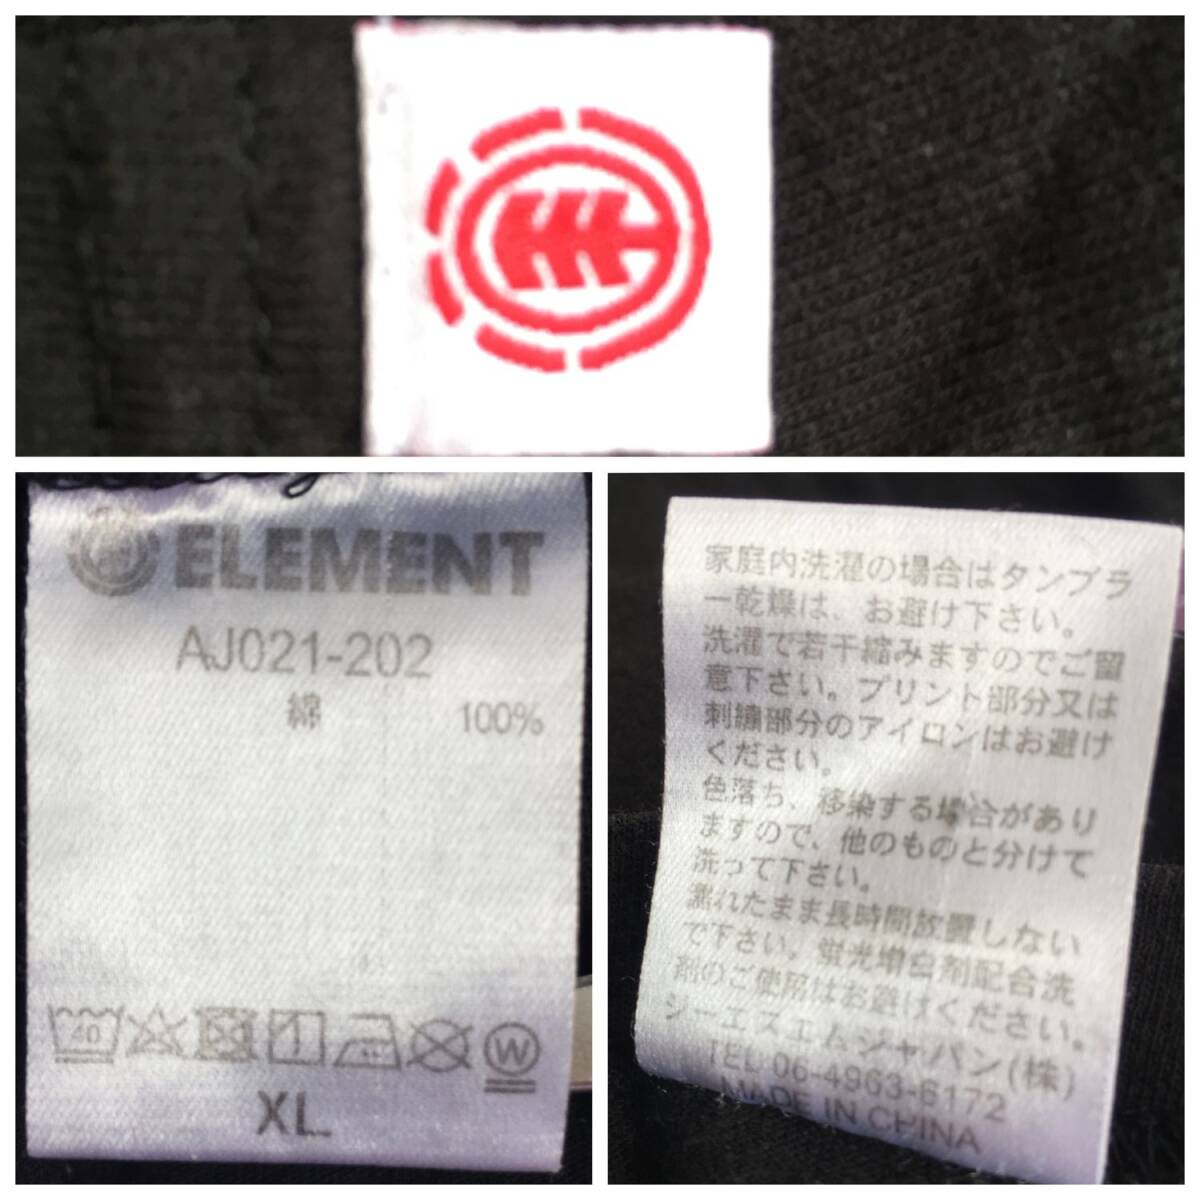 ELEMENT
AJ021-202
綿 100%
40
W
XL
家庭内洗濯の場合はタンブラ
ー乾燥は、お避け下さい。
洗濯で若干縮みますのでご留
意下さい。プリント部分又は
刺繍部分のアイロンはお避け
ください。
色落ち、移染する場合があり
ますので、他のものと分けて
洗って下さい。
濡れたまま長時間放置しない
で下さい。蛍光増白剤配合洗
剤のご使用はお避けください。
ジーエスエムジャパン(株)
TEL 06-4963-6172
MADE IN CHINA